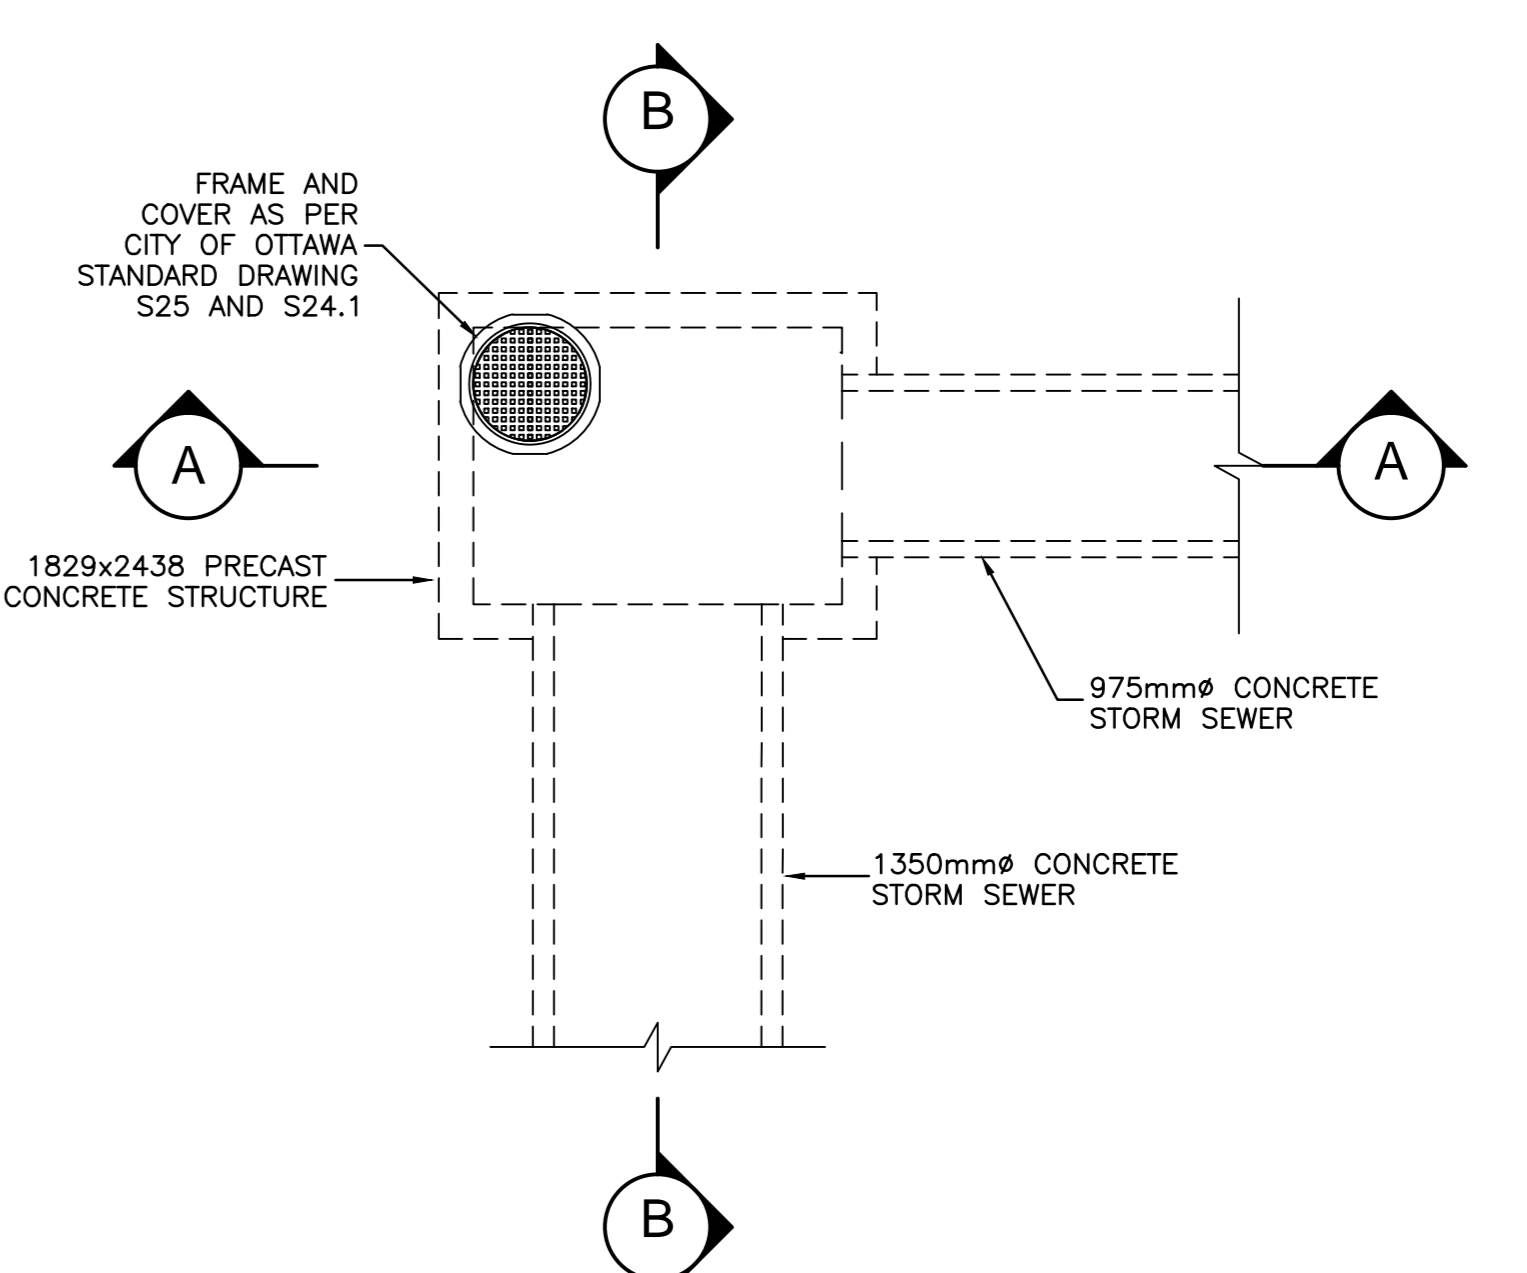 B
FRAME AND
COVER AS PER
CITY OF OTTAWA
STANDARD DRAWING
S25 AND S24.1
A
A
1829x2438 PRECAST
CONCRETE STRUCTURE
975mmø CONCRETE
STORM SEWER
1350mmø CONCRETE
STORM SEWER
B